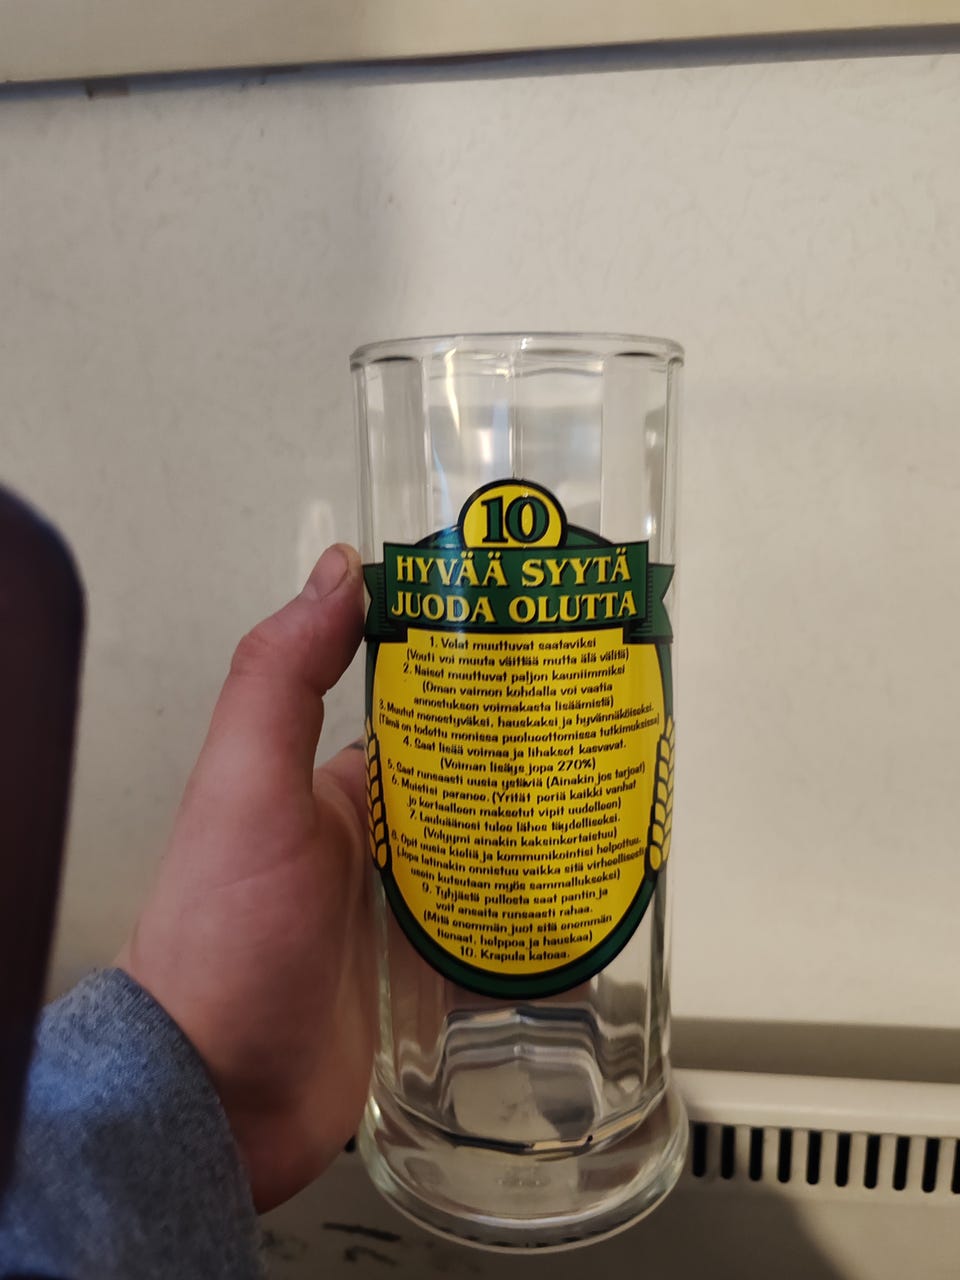 10
HYVÄÄ SYYTÄ
JUODA OLUTTA
1. Velat muuttuvat saataviksi
(Vouti voi muuta väittää mutta älä välitä)
2. Naiset muuttuvat paljon kauniimmiksi
(Oman vaimon kohdalla voi vaatia
annostuksen voimakasta lisäämistä)
3. Muutut menestyväksi, hauskaksi ja hyvännäköiseksi.
(Tämä on todettu monissa puoluottomissa tutkimuksissa)
4. Saat lisää voimaa ja lihakset kasvavat.
(Voiman lisäys jopa 270%)
5. Saat runsaasti uusia ystäviä (Ainakin jos tarjoat)
6. Muistisi paranee. (Yrität periä kaikki vanhat
jo kertaalleen maksetut vipit uudelleen)
7. Lauluäänesi tulee lähes täydelliseksi.
(Volyymi ainakin kaksinkertaistuu)
8. Opit uusia kieliä ja kommunikointisi helpottuu.
(Jopa latinakin onnistuu vaikka sitä virheellisesti
usein kutsutaan myös sammallukseksi)
9. Tyhjästä pullosta saat pantin ja
voit ansaita runsaasti rahaa.
(Mitä enemmän juot sitä enemmän
tienaat, helppoa ja hauskaa)
10. Krapula katoaa.